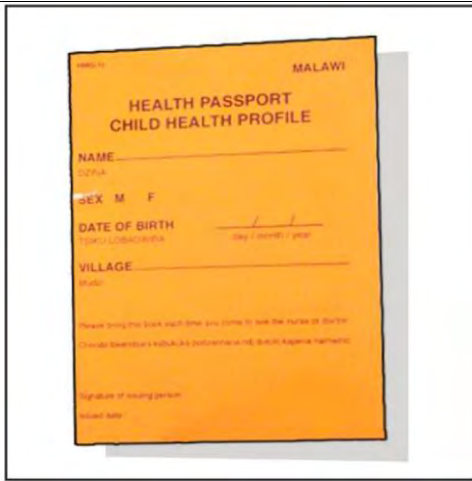 MALAWI
HEALTH PASSPORT
CHILD HEALTH PROFILE
NAME
DZINA
SEX M F
DATE OF BIRTH
/ /
day / month / year
VILLAGE
Mudzi
Please bring this book each time you come to see the nurse or doctor
Signature of issuing person
Issued date